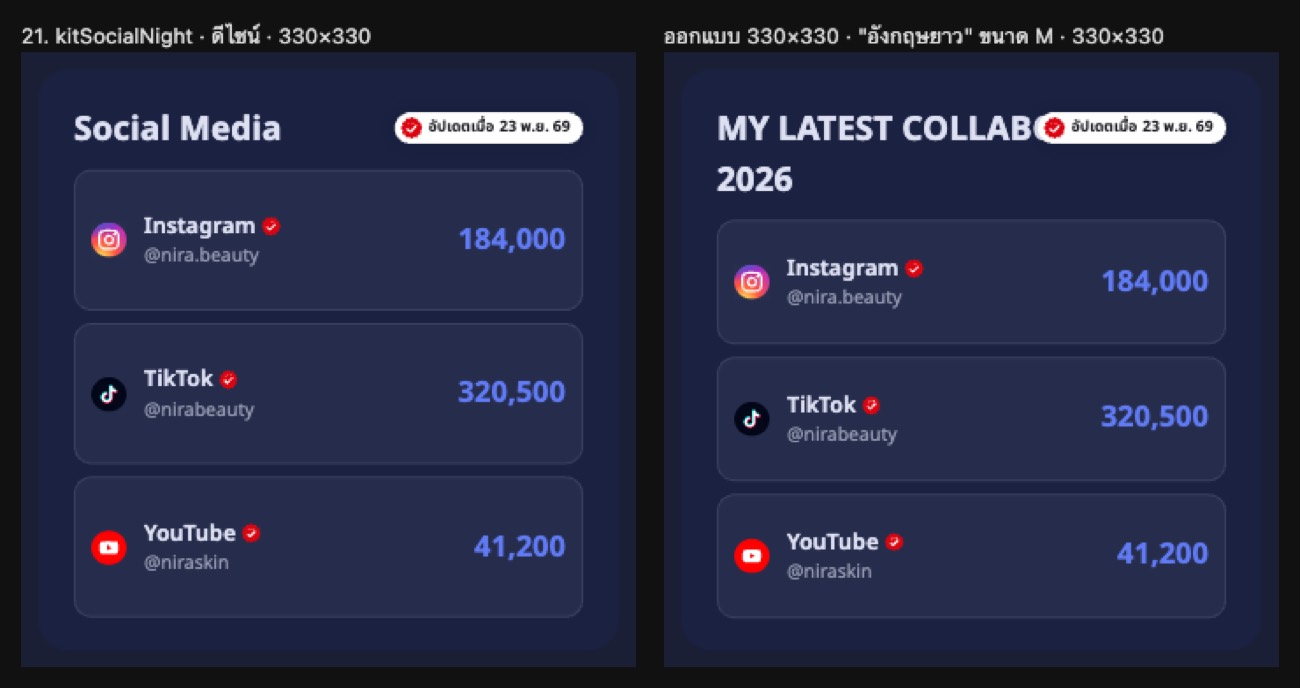 21. kitSocialNight · ดีไซน์ · 330×330
Social Media
อัปเดตเมื่อ 23 พ.ย. 69
Instagram
@nira.beauty
184,000
TikTok
@nirabeauty
320,500
YouTube
@niraskin
41,200
ออกแบบ 330×330 · "อังกฤษยาว" ขนาด M · 330×330
MY LATEST COLLAB
อัปเดตเมื่อ 23 พ.ย. 69
2026
Instagram
@nira.beauty
184,000
TikTok
@nirabeauty
320,500
YouTube
@niraskin
41,200